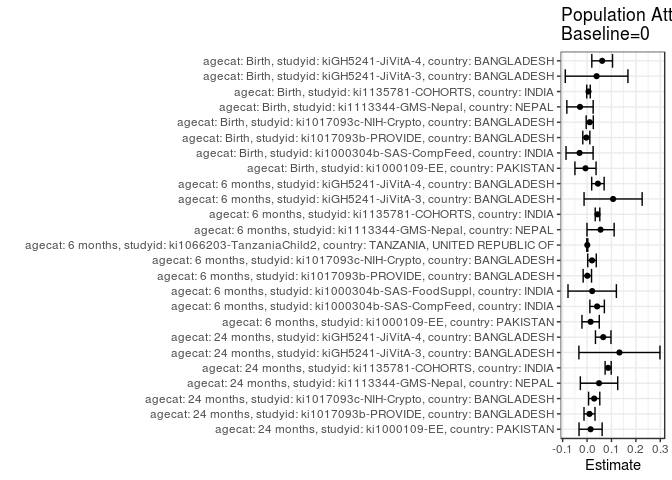 Population Att
Baseline=0
agecat: Birth, studyid: kiGH5241-JiVitA-4, country: BANGLADESH
agecat: Birth, studyid: kiGH5241-JiVitA-3, country: BANGLADESH
agecat: Birth, studyid: ki1135781-COHORTS, country: INDIA
agecat: Birth, studyid: ki1113344-GMS-Nepal, country: NEPAL
agecat: Birth, studyid: ki1017093c-NIH-Crypto, country: BANGLADESH
agecat: Birth, studyid: ki1017093b-PROVIDE, country: BANGLADESH
agecat: Birth, studyid: ki1000304b-SAS-CompFeed, country: INDIA
agecat: Birth, studyid: ki1000109-EE, country: PAKISTAN
agecat: 6 months, studyid: kiGH5241-JiVitA-4, country: BANGLADESH
agecat: 6 months, studyid: kiGH5241-JiVitA-3, country: BANGLADESH
agecat: 6 months, studyid: ki1135781-COHORTS, country: INDIA
agecat: 6 months, studyid: ki1113344-GMS-Nepal, country: NEPAL
agecat: 6 months, studyid: ki1066203-TanzaniaChild2, country: TANZANIA, UNITED REPUBLIC OF
agecat: 6 months, studyid: ki1017093c-NIH-Crypto, country: BANGLADESH
agecat: 6 months, studyid: ki1017093b-PROVIDE, country: BANGLADESH
agecat: 6 months, studyid: ki1000304b-SAS-FoodSuppl, country: INDIA
agecat: 6 months, studyid: ki1000304b-SAS-CompFeed, country: INDIA
agecat: 6 months, studyid: ki1000109-EE, country: PAKISTAN
agecat: 24 months, studyid: kiGH5241-JiVitA-4, country: BANGLADESH
agecat: 24 months, studyid: kiGH5241-JiVitA-3, country: BANGLADESH
agecat: 24 months, studyid: ki1135781-COHORTS, country: INDIA
agecat: 24 months, studyid: ki1113344-GMS-Nepal, country: NEPAL
agecat: 24 months, studyid: ki1017093c-NIH-Crypto, country: BANGLADESH
agecat: 24 months, studyid: ki1017093b-PROVIDE, country: BANGLADESH
agecat: 24 months, studyid: ki1000109-EE, country: PAKISTAN
-0.1 0.0 0.1 0.2 0.3
Estimate